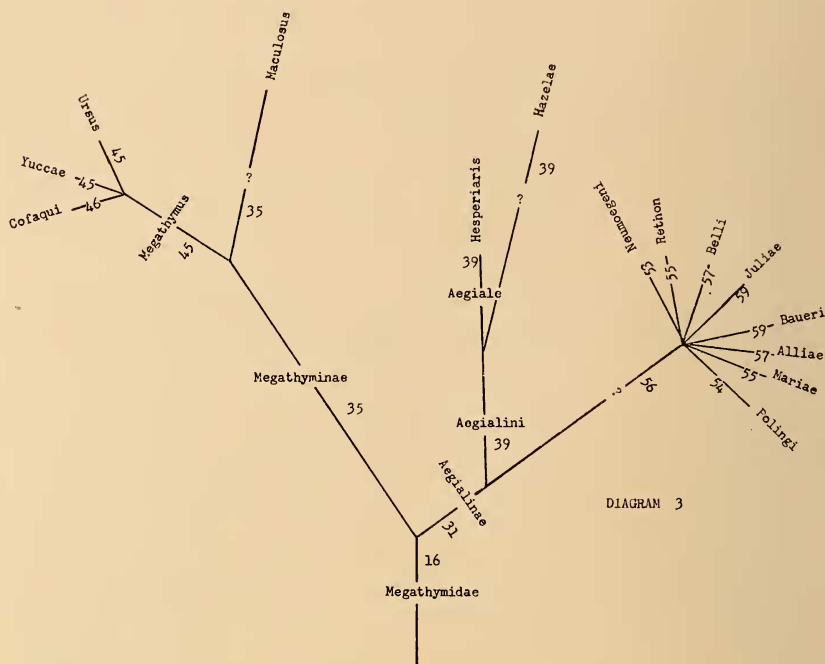 Maculosus
Ursus
45
Yuccae -45
Cofaqui -46
Megathymus
45
?
35
Megathyminae
35
Hazelae
39
?
Hesperiaris
39
Aegiale
Aegialini
39
Aegialinae
31
?
56
Neumoegeni
53
Rethon
55-
Belli
57-
Juliae
59
59- Baueri
57- Alliae
55- Mariae
54
Polingi
DIAGRAM 3
16
Megathymidae